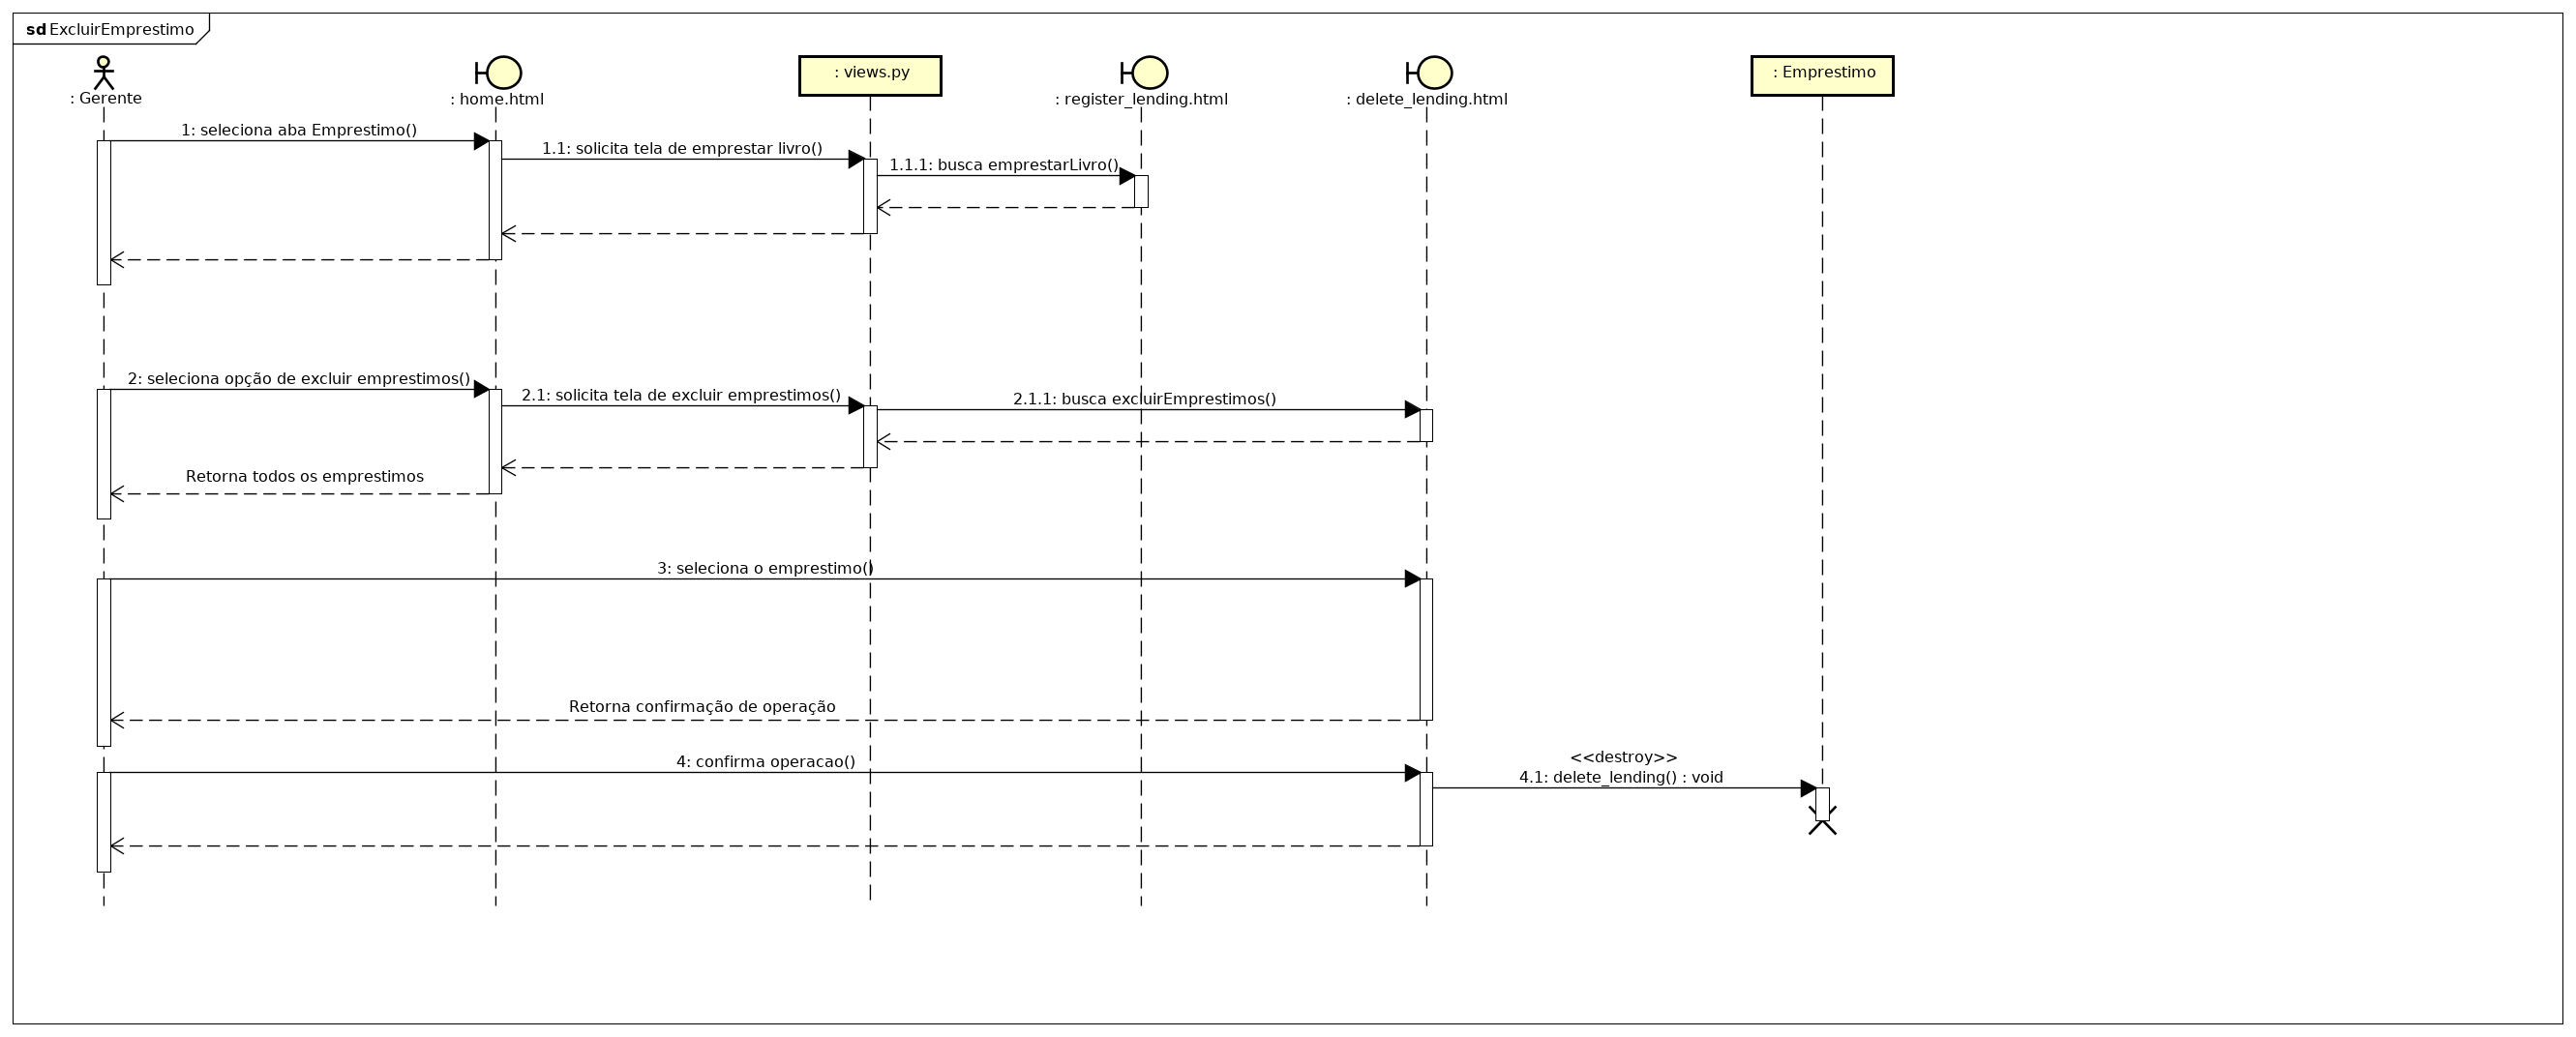 sd ExcluirEmprestimo
: Gerente
: home.html
: views.py
: register_lending.html
: delete_lending.html
: Emprestimo
1: seleciona aba Emprestimo()
1.1: solicita tela de emprestar livro()
1.1.1: busca emprestarLivro()
2: seleciona opção de excluir emprestimos()
2.1: solicita tela de excluir emprestimos()
2.1.1: busca excluirEmprestimos()
Retorna todos os emprestimos
3: seleciona o emprestimo()
Retorna confirmação de operação
4: confirma operacao()
<<destroy>>
4.1: delete_lending() : void